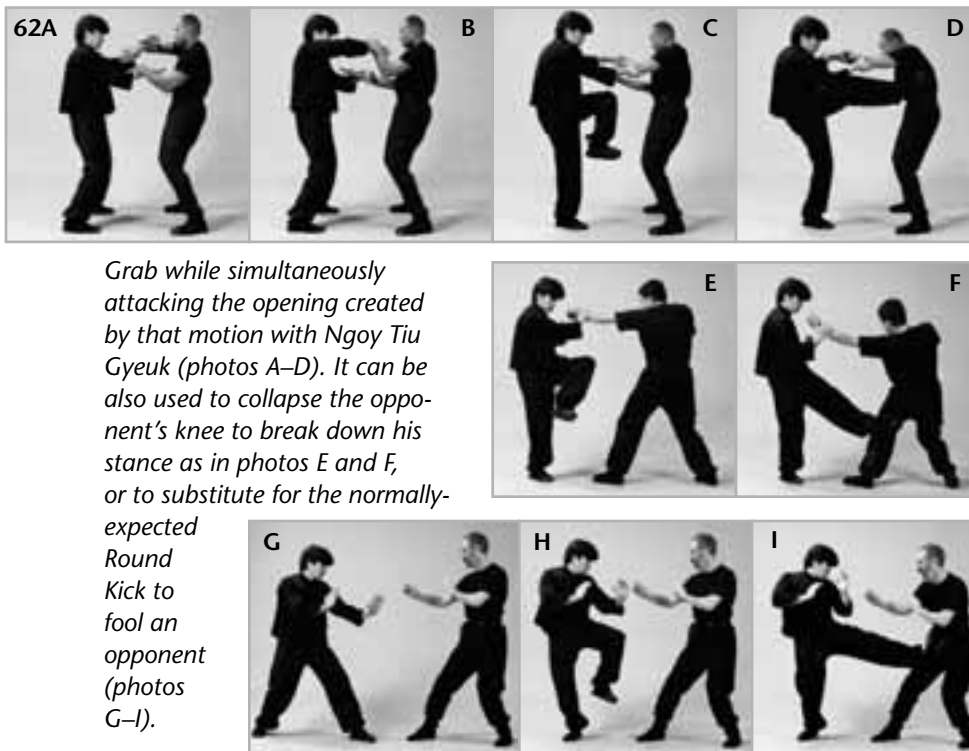 62A
B
C
D
Grab while simultaneously
attacking the opening created
by that motion with Ngoy Tiu
Gyeuk (photos A–D). It can be
also used to collapse the oppo-
nent's knee to break down his
stance as in photos E and F,
or to substitute for the normally-
expected
Round
Kick to
fool an
opponent
(photos
G–I).
E
F
G
H
I